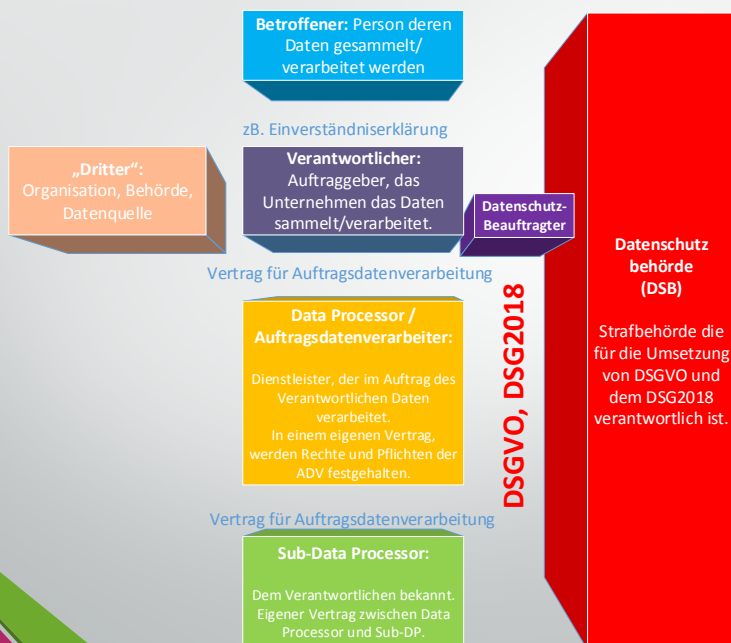 Betroffener: Person deren
Daten gesammelt/
verarbeitet werden
zB. Einverständniserklärung
„Dritter“:
Organisation, Behörde,
Datenquelle
Verantwortlicher:
Auftraggeber, das
Unternehmen das Daten
sammelt/verarbeitet.
Datenschutz-
Beauftragter
Vertrag für Auftragsdatenverarbeitung
Data Processor /
Auftragsdatenverarbeiter:
Dienstleister, der im Auftrag des
Verantwortlichen Daten
verarbeitet.
In einem eigenen Vertrag,
werden Rechte und Pflichten der
ADV festgehalten.
Vertrag für Auftragsdatenverarbeitung
Sub-Data Processor:
Dem Verantwortlichen bekannt.
Eigener Vertrag zwischen Data
Processor und Sub-DP.
DSGVO, DSG2018
Datenschutz
behörde
(DSB)
Strafbehörde die
für die Umsetzung
von DSGVO und
dem DSG2018
verantwortlich ist.